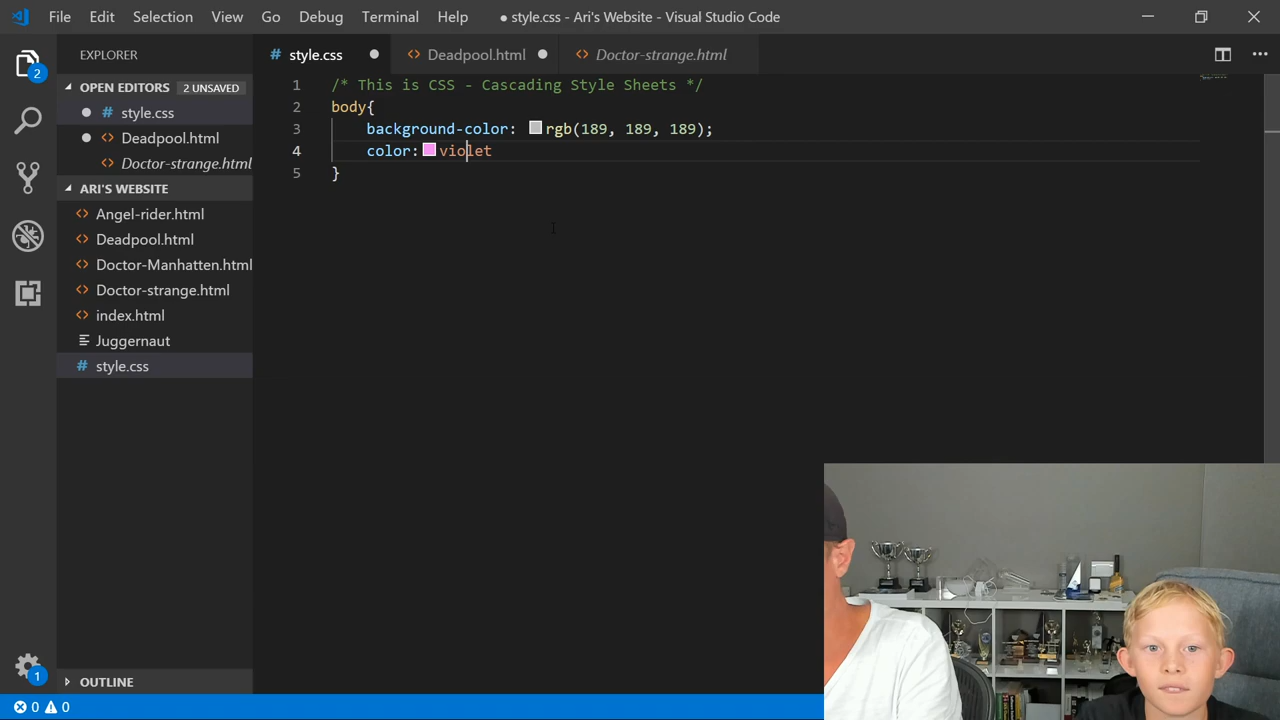 File Edit Selection View Go Debug Terminal Help ● style.css - Ari's Website - Visual Studio Code
EXPLORER
style.css
Deadpool.html
Doctor-strange.html
2
OPEN EDITORS 2 UNSAVED
# style.css
<> Deadpool.html
<> Doctor-strange.html
ARI'S WEBSITE
<> Angel-rider.html
<> Deadpool.html
<> Doctor-Manhatten.html
<> Doctor-strange.html
<> index.html
Juggernaut
# style.css
1 /* This is CSS - Cascading Style Sheets */
2 body{
3 background-color: rgb(189, 189, 189);
4 color: violet
5 }
1
OUTLINE
0 0